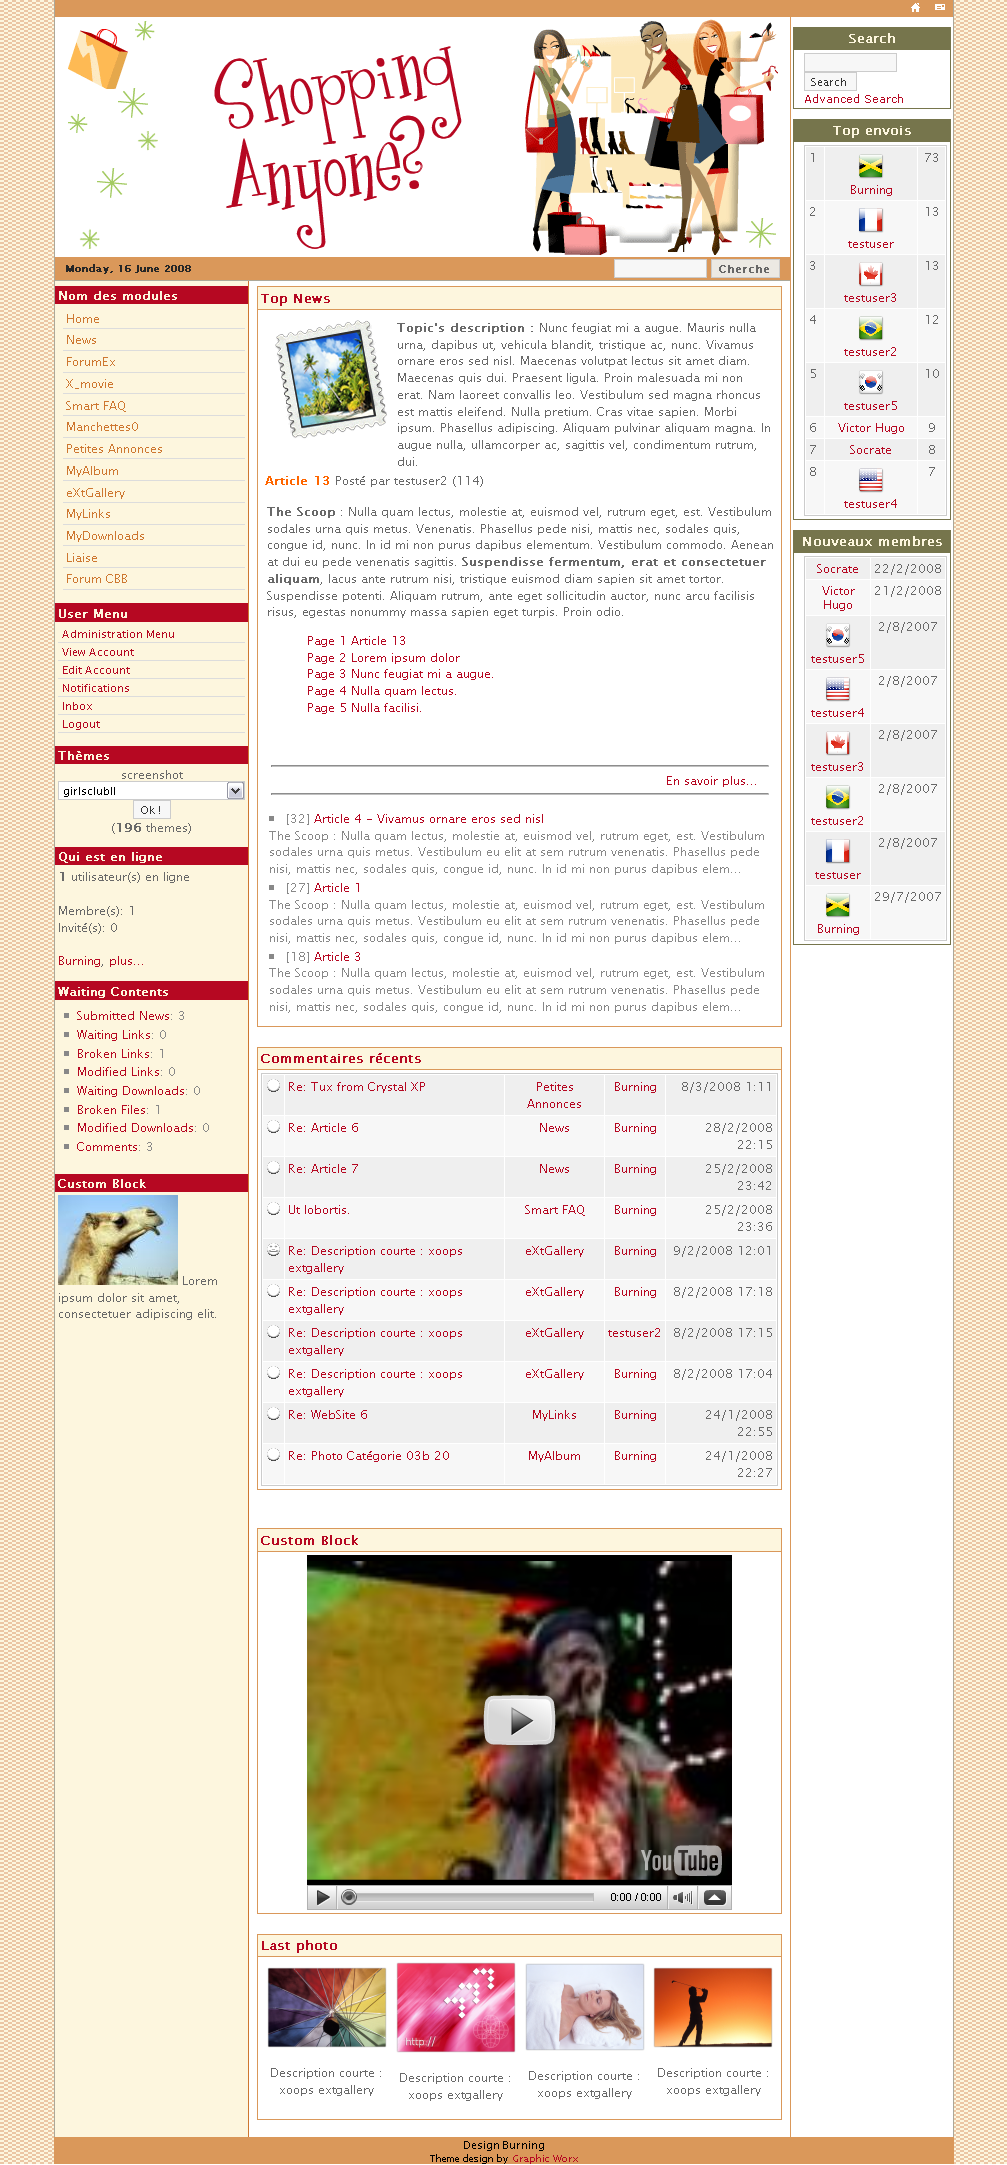 Shopping
Anyone?
Monday, 16 June 2008
Cherche
Nom des modules
Home
News
ForumEx
X_movie
Smart FAQ
Manchettes0
Petites Annonces
MyAlbum
eXtGallery
MyLinks
MyDownloads
Liaise
Forum CBB
User Menu
Administration Menu
View Account
Edit Account
Notifications
Inbox
Logout
Thèmes
screenshot
girlsclubII
Ok !
(196 themes)
Qui est en ligne
1 utilisateur(s) en ligne
Membre(s): 1
Invité(s): 0
Burning, plus...
Waiting Contents
Submitted News: 3
Waiting Links: 0
Broken Links: 1
Modified Links: 0
Waiting Downloads: 0
Broken Files: 1
Modified Downloads: 0
Comments: 3
Custom Block
Lorem
ipsum dolor sit amet,
consectetuer adipiscing elit.
Top News
Topic's description : Nunc feugiat mi a augue. Mauris nulla
urna, dapibus ut, vehicula blandit, tristique ac, nunc. Vivamus
ornare eros sed nisl. Maecenas volutpat lectus sit amet diam.
Maecenas quis dui. Praesent ligula. Proin malesuada mi non
erat. Nam laoreet convallis leo. Vestibulum sed magna rhoncus
est mattis eleifend. Nulla pretium. Cras vitae sapien. Morbi
ipsum. Phasellus adipiscing. Aliquam pulvinar aliquam magna. In
augue nulla, ullamcorper ac, sagittis vel, condimentum rutrum,
dui.
Article 13 Posté par testuser2 (114)
The Scoop : Nulla quam lectus, molestie at, euismod vel, rutrum eget, est. Vestibulum
sodales urna quis metus. Venenatis. Phasellus pede nisi, mattis nec, sodales quis,
congue id, nunc. In id mi non purus dapibus elementum. Vestibulum commodo. Aenean
at dui eu pede venenatis sagittis. Suspendisse fermentum, erat et consectetuer
aliquam, lacus ante rutrum nisi, tristique euismod diam sapien sit amet tortor.
Suspendisse potenti. Aliquam rutrum, ante eget sollicitudin auctor, nunc arcu facilisis
risus, egestas nonummy massa sapien eget turpis. Proin odio.
Page 1 Article 13
Page 2 Lorem ipsum dolor
Page 3 Nunc feugiat mi a augue.
Page 4 Nulla quam lectus.
Page 5 Nulla facilisi.
En savoir plus...
[32] Article 4 - Vivamus ornare eros sed nisl
The Scoop : Nulla quam lectus, molestie at, euismod vel, rutrum eget, est. Vestibulum
sodales urna quis metus. Vestibulum eu elit at sem rutrum venenatis. Phasellus pede
nisi, mattis nec, sodales quis, congue id, nunc. In id mi non purus dapibus elem...
[27] Article 1
The Scoop : Nulla quam lectus, molestie at, euismod vel, rutrum eget, est. Vestibulum
sodales urna quis metus. Vestibulum eu elit at sem rutrum venenatis. Phasellus pede
nisi, mattis nec, sodales quis, congue id, nunc. In id mi non purus dapibus elem...
[18] Article 3
The Scoop : Nulla quam lectus, molestie at, euismod vel, rutrum eget, est. Vestibulum
sodales urna quis metus. Vestibulum eu elit at sem rutrum venenatis. Phasellus pede
nisi, mattis nec, sodales quis, congue id, nunc. In id mi non purus dapibus elem...
Commentaires récents
Re: Tux from Crystal XP Petites Annonces Burning 8/3/2008 1:11
Re: Article 6 News Burning 28/2/2008 22:15
Re: Article 7 News Burning 25/2/2008 23:42
Ut lobortis. Smart FAQ Burning 25/2/2008 23:36
Re: Description courte : xoops extgallery eXtGallery Burning 9/2/2008 12:01
Re: Description courte : xoops extgallery eXtGallery Burning 8/2/2008 17:18
Re: Description courte : xoops extgallery eXtGallery testuser2 8/2/2008 17:15
Re: Description courte : xoops extgallery eXtGallery Burning 8/2/2008 17:04
Re: WebSite 6 MyLinks Burning 24/1/2008 22:55
Re: Photo Catégorie 03b 20 MyAlbum Burning 24/1/2008 22:27
Custom Block
YouTube
0:00 / 0:00
Last photo
http://
Description courte : xoops extgallery
Description courte : xoops extgallery
Description courte : xoops extgallery
Description courte : xoops extgallery
Search
Search
Advanced Search
Top envois
1 Burning 73
2 testuser 13
3 testuser3 13
4 testuser2 12
5 testuser5 10
6 Victor Hugo 9
7 Socrate 8
8 testuser4 7
Nouveaux membres
Socrate 22/2/2008
Victor Hugo 21/2/2008
testuser5 2/8/2007
testuser4 2/8/2007
testuser3 2/8/2007
testuser2 2/8/2007
testuser 2/8/2007
Burning 29/7/2007
Design Burning
Theme design by Graphic Worx